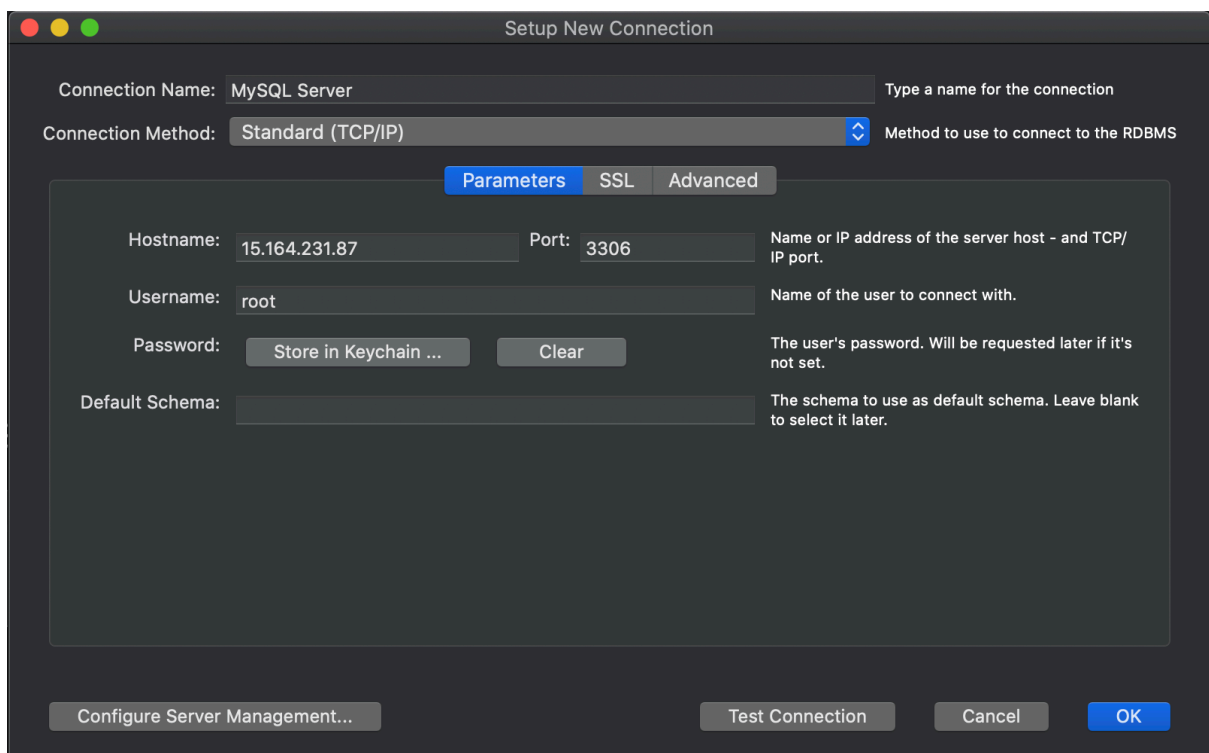 Setup New Connection
Connection Name: MySQL Server Type a name for the connection
Connection Method: Standard (TCP/IP) Method to use to connect to the RDBMS
Parameters SSL Advanced
Hostname: 15.164.231.87 Port: 3306 Name or IP address of the server host - and TCP/
IP port.
Username: root Name of the user to connect with.
Password: Store in Keychain ... Clear The user's password. Will be requested later if it's
not set.
Default Schema: The schema to use as default schema. Leave blank
to select it later.
Configure Server Management... Test Connection Cancel OK